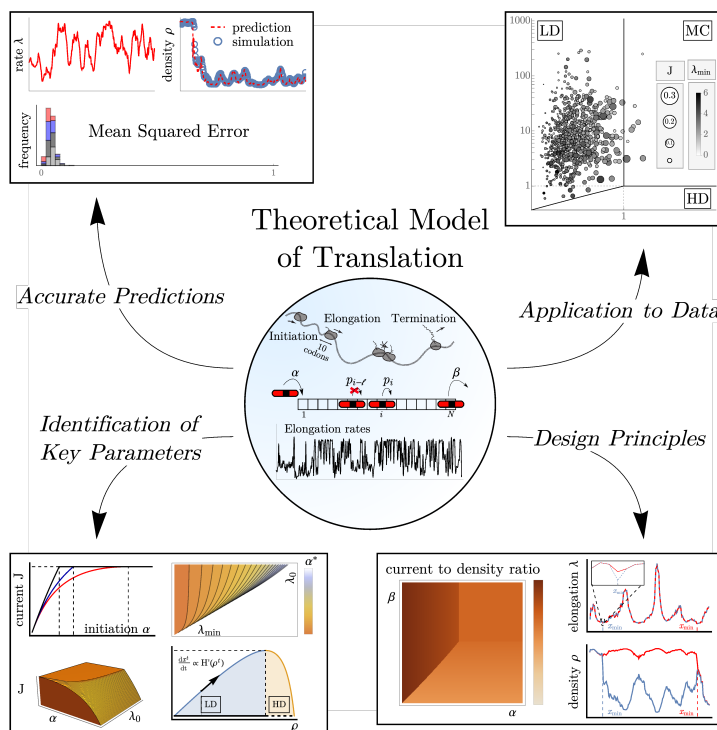 rate λ
density ρ
prediction
simulation
frequency
Mean Squared Error
0
1
1000
100
10
1
1
LD
MC
HD
J
λmin
0.3
0.2
0.1
6
4
2
0
Theoretical Model
of Translation
Accurate Predictions
Application to Data
Identification of
Key Parameters
Design Principles
Initiation
Elongation
Termination
10
codons
α
pi−ℓ
pi
β
1
i
N
Elongation rates
current J
initiation α
α*
λ0
λmin
J
α
λ0
LD
HD
ρ
current to density ratio
β
α
elongation λ
xmin
xmin
xmin
density ρ
xmin
xmin